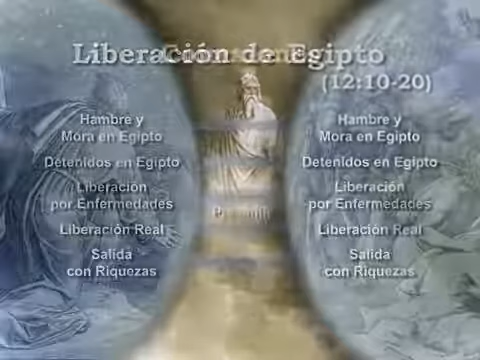 Liberación de Egipto
(12:10-20)
Hambre y
Mora en Egipto
Detenidos en Egipto
Liberación
por Enfermedades
Liberación Real
Salida
con Riquezas
Hambre y
Mora en Egipto
Detenidos en Egipto
Liberación
por Enfermedades
Liberación Real
Salida
con Riquezas